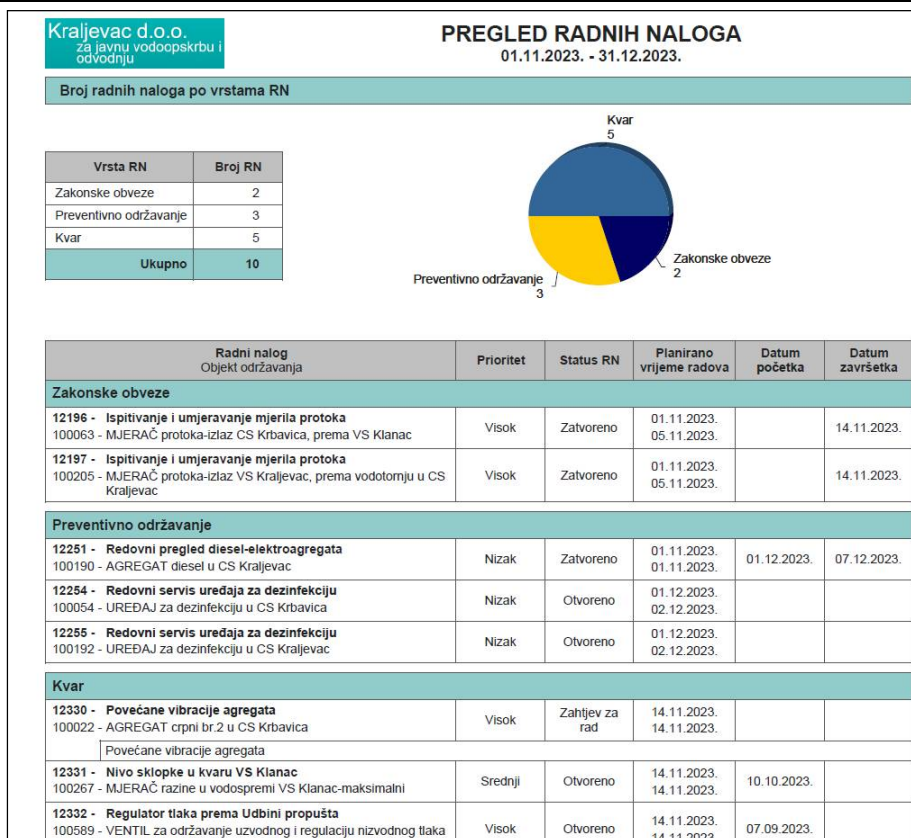 Kraljevac d.o.o.
za javnu vodoopskrbu i
odvodnju
PREGLED RADNIH NALOGA
01.11.2023. - 31.12.2023.
Broj radnih naloga po vrstama RN
Vrsta RN Broj RN
Zakonske obveze 2
Preventivno održavanje 3
Kvar 5
Ukupno 10
Kvar
5
Zakonske obveze
2
Preventivno održavanje
3
Radni nalog
Objekt održavanja
Prioritet
Status RN
Planirano
vrijeme radova
Datum
početka
Datum
završetka
Zakonske obveze
12196 - Ispitivanje i umjeravanje mjerila protoka
100063 - MJERAČ protoka-izlaz CS Krbavica, prema VS Klanac
Visok
Zatvoreno
01.11.2023.
05.11.2023.
14.11.2023.
12197 - Ispitivanje i umjeravanje mjerila protoka
100205 - MJERAČ protoka-izlaz VS Kraljevac, prema vodotornju u CS
Kraljevac
Visok
Zatvoreno
01.11.2023.
05.11.2023.
14.11.2023.
Preventivno održavanje
12251 - Redovni pregled diesel-elektroagregata
100190 - AGREGAT diesel u CS Kraljevac
Nizak
Zatvoreno
01.11.2023.
01.11.2023.
01.12.2023.
07.12.2023.
12254 - Redovni servis uređaja za dezinfekciju
100054 - UREĐAJ za dezinfekciju u CS Krbavica
Nizak
Otvoreno
01.12.2023.
02.12.2023.
12255 - Redovni servis uređaja za dezinfekciju
100192 - UREĐAJ za dezinfekciju u CS Kraljevac
Nizak
Otvoreno
01.12.2023.
02.12.2023.
Kvar
12330 - Povećane vibracije agregata
100022 - AGREGAT crpni br.2 u CS Krbavica
Visok
Zahtjev za
rad
14.11.2023.
14.11.2023.
Povećane vibracije agregata
12331 - Nivo sklopke u kvaru VS Klanac
100267 - MJERAČ razine u vodospremi VS Klanac-maksimalni
Srednji
Otvoreno
14.11.2023.
14.11.2023.
10.10.2023.
12332 - Regulator tlaka prema Udbini propušta
100589 - VENTIL za održavanje uzvodnog i regulaciju nizvodnog tlaka
Visok
Otvoreno
14.11.2023.
14.11.2023.
07.09.2023.